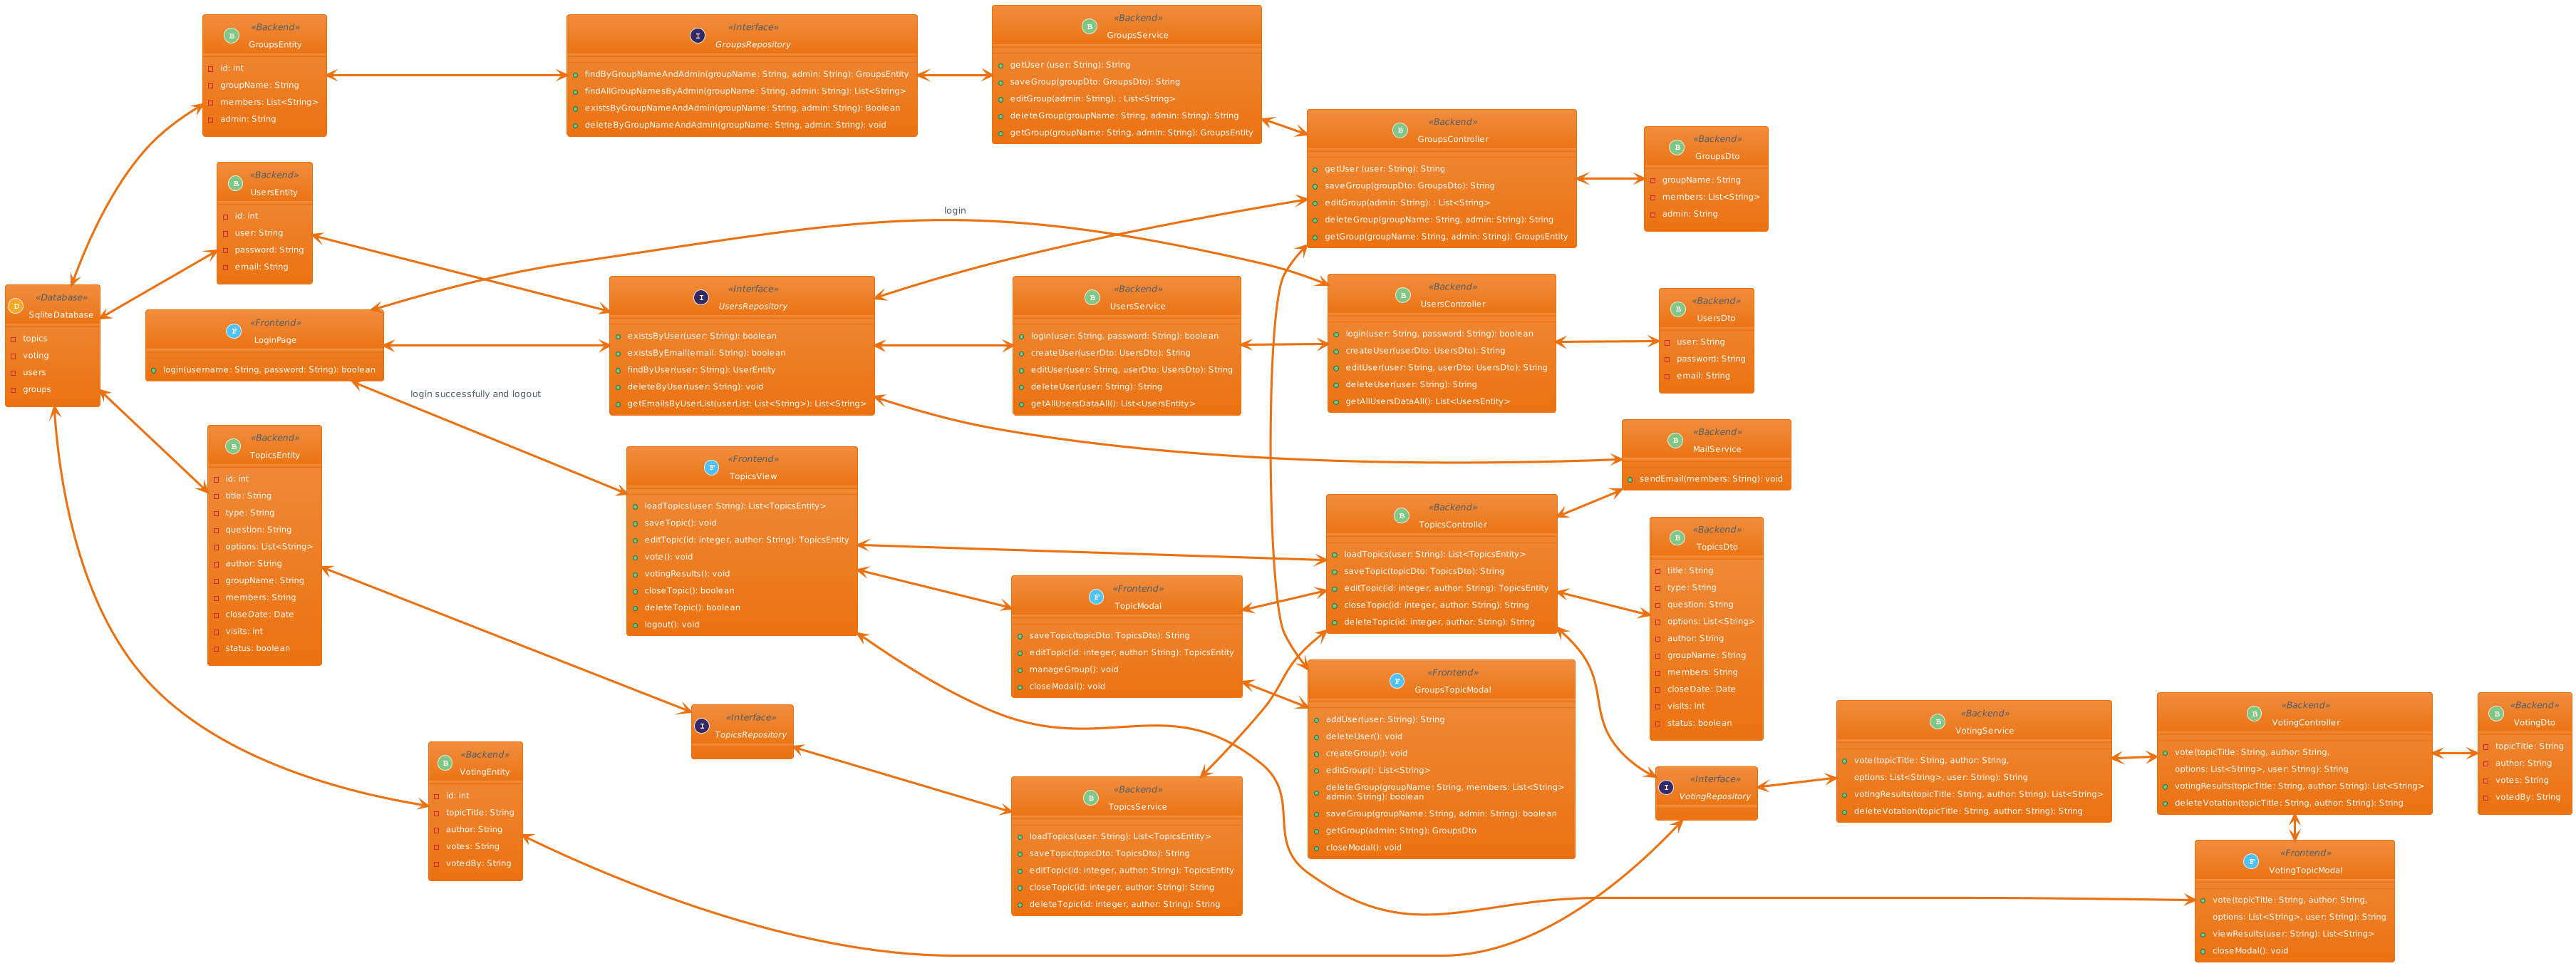 D
«Database»
SqliteDatabase
topics
voting
users
groups
B
«Backend»
GroupsEntity
id: int
groupName: String
members: List<String>
admin: String
B
«Backend»
UsersEntity
id: int
user: String
password: String
email: String
F
«Frontend»
LoginPage
login(username: String, password: String): boolean
B
«Backend»
TopicsEntity
id: int
title: String
type: String
question: String
options: List<String>
author: String
groupName: String
members: String
closeDate: Date
visits: int
status: boolean
B
«Backend»
VotingEntity
id: int
topicTitle: String
author: String
votes: String
votedBy: String
login successfully and logout
I
«Interface»
GroupsRepository
findByGroupNameAndAdmin(groupName: String, admin: String): GroupsEntity
findAllGroupNamesByAdmin(groupName: String, admin: String): List<String>
existsByGroupNameAndAdmin(groupName: String, admin: String): Boolean
deleteByGroupNameAndAdmin(groupName: String, admin: String): void
I
«Interface»
UsersRepository
existsByUser(user: String): boolean
existsByEmail(email: String): boolean
findByUser(user: String): UserEntity
deleteByUser(user: String): void
getEmailsByUserList(userList: List<String>): List<String>
F
«Frontend»
TopicsView
loadTopics(user: String): List<TopicsEntity>
saveTopic(): void
editTopic(id: integer, author: String): TopicsEntity
vote(): void
votingResults(): void
closeTopic(): boolean
deleteTopic(): boolean
logout(): void
I
«Interface»
TopicsRepository
login
B
«Backend»
GroupsService
getUser (user: String): String
saveGroup(groupDto: GroupsDto): String
editGroup(admin: String): : List<String>
deleteGroup(groupName: String, admin: String): String
getGroup(groupName: String, admin: String): GroupsEntity
B
«Backend»
UsersService
login(user: String, password: String): boolean
createUser(userDto: UsersDto): String
editUser(user: String, userDto: UsersDto): String
deleteUser(user: String): String
getAllUsersDataAll(): List<UsersEntity>
F
«Frontend»
TopicModal
saveTopic(topicDto: TopicsDto): String
editTopic(id: integer, author: String): TopicsEntity
manageGroup(): void
closeModal(): void
B
«Backend»
TopicsService
loadTopics(user: String): List<TopicsEntity>
saveTopic(topicDto: TopicsDto): String
editTopic(id: integer, author: String): TopicsEntity
closeTopic(id: integer, author: String): String
deleteTopic(id: integer, author: String): String
B
«Backend»
GroupsController
getUser (user: String): String
saveGroup(groupDto: GroupsDto): String
editGroup(admin: String): : List<String>
deleteGroup(groupName: String, admin: String): String
getGroup(groupName: String, admin: String): GroupsEntity
B
«Backend»
UsersController
login(user: String, password: String): boolean
createUser(userDto: UsersDto): String
editUser(user: String, userDto: UsersDto): String
deleteUser(user: String): String
getAllUsersDataAll(): List<UsersEntity>
B
«Backend»
TopicsController
loadTopics(user: String): List<TopicsEntity>
saveTopic(topicDto: TopicsDto): String
editTopic(id: integer, author: String): TopicsEntity
closeTopic(id: integer, author: String): String
deleteTopic(id: integer, author: String): String
F
«Frontend»
GroupsTopicModal
addUser(user: String): String
deleteUser(): void
createGroup(): void
editGroup(): List<String>
deleteGroup(groupName: String, members: List<String>
admin: String): boolean
saveGroup(groupName: String, admin: String): boolean
getGroup(admin: String): GroupsDto
closeModal(): void
B
«Backend»
GroupsDto
groupName: String
members: List<String>
admin: String
B
«Backend»
UsersDto
user: String
password: String
email: String
B
«Backend»
MailService
sendEmail(members: String): void
B
«Backend»
TopicsDto
title: String
type: String
question: String
options: List<String>
author: String
groupName: String
members: String
closeDate: Date
visits: int
status: boolean
I
«Interface»
VotingRepository
B
«Backend»
VotingService
vote(topicTitle: String, author: String,
options: List<String>, user: String): String
votingResults(topicTitle: String, author: String): List<String>
deleteVotation(topicTitle: String, author: String): String
B
«Backend»
VotingController
vote(topicTitle: String, author: String,
options: List<String>, user: String): String
votingResults(topicTitle: String, author: String): List<String>
deleteVotation(topicTitle: String, author: String): String
F
«Frontend»
VotingTopicModal
vote(topicTitle: String, author: String,
options: List<String>, user: String): String
viewResults(user: String): List<String>
closeModal(): void
B
«Backend»
VotingDto
topicTitle: String
author: String
votes: String
votedBy: String